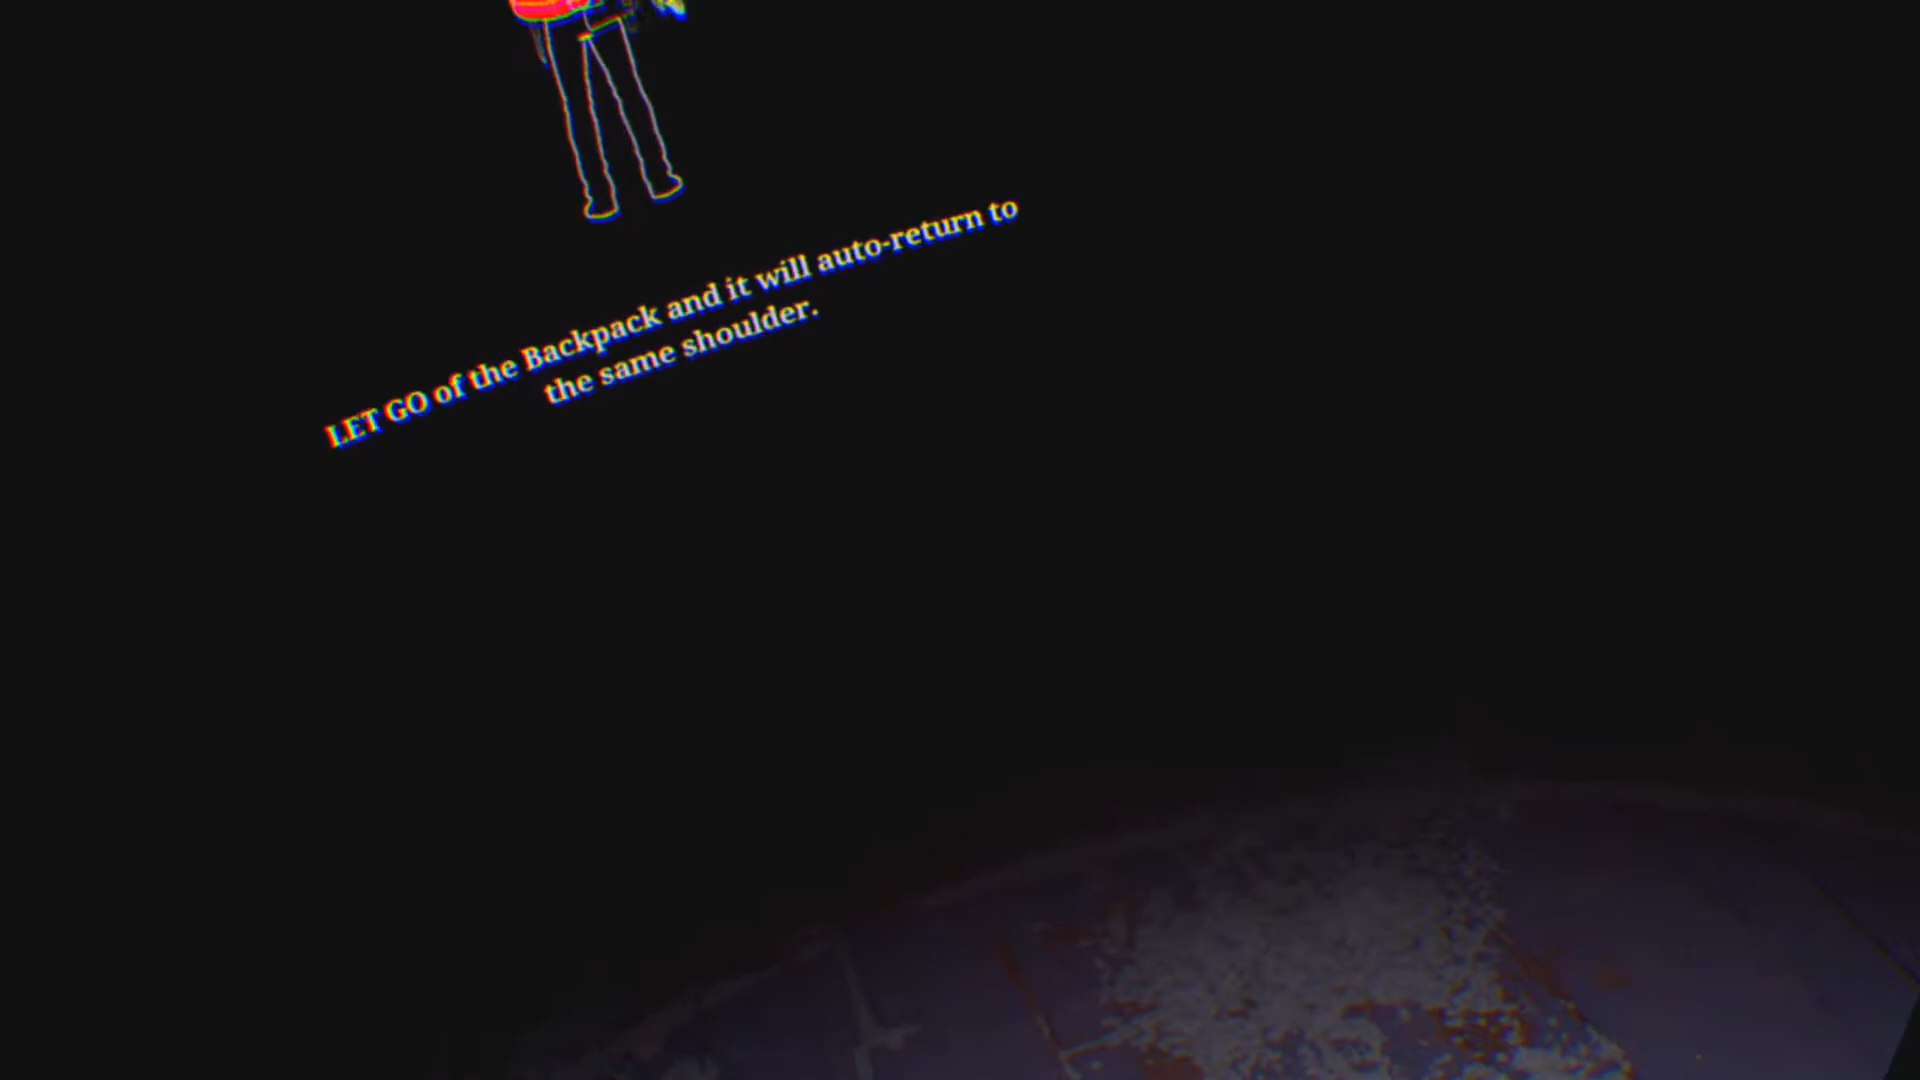 LET GO of the Backpack and it will auto-return to
the same shoulder.